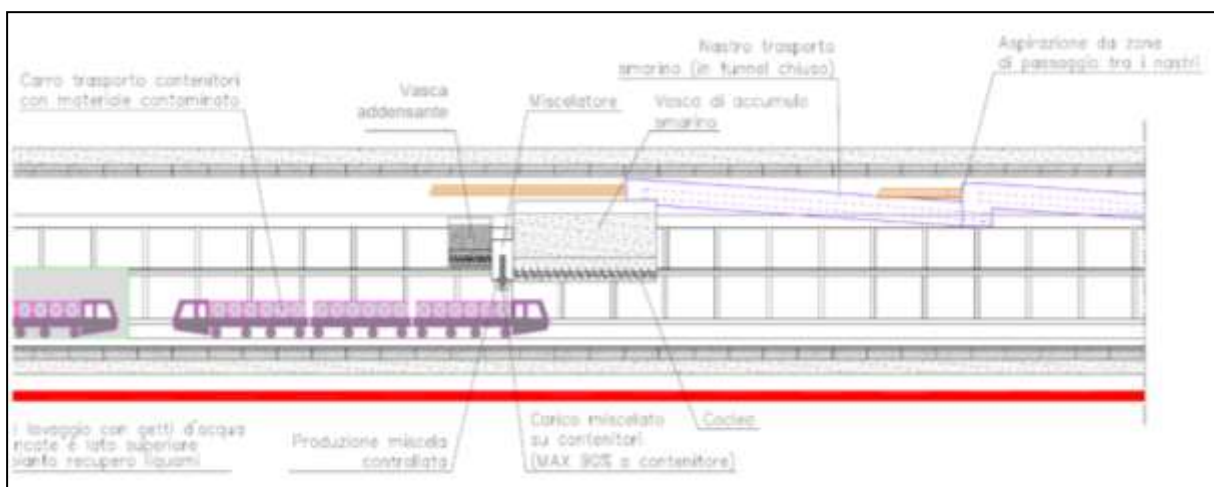 Nastro trasporto
smarino (in tunnel chiuso)
Aspirazione da zone
di passaggio tra i nastri
Carro trasporto contenitori
con materiale contaminato
Vasca
addensante
Miscelatore
Vasca di accumulo
smarino
i lavaggio con getti d'acqua
ricate è lato superiore
pianto recupero liquami
Produzione miscela
controllata
Carico miscelato
su contenitori
(MAX 90% a contenitore)
Coclea